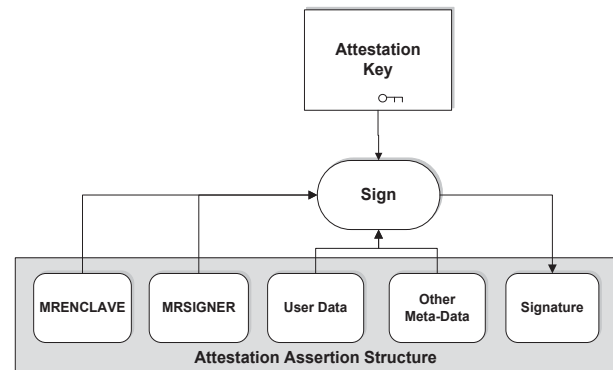 Attestation
Key
Sign
MRENCLAVE
MRSIGNER
User Data
Other
Meta-Data
Signature
Attestation Assertion Structure